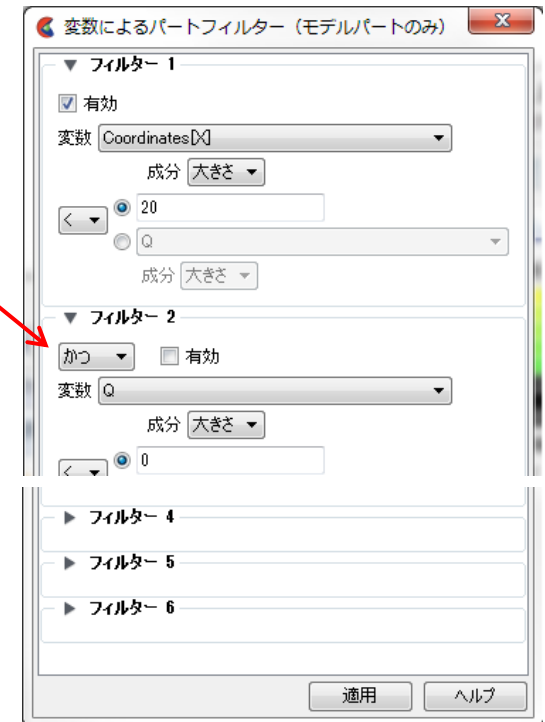 変数によるパートフィルター（モデルパートのみ）
フィルター 1
有効
変数 Coordinates[X]
成分 大きさ
< 20
Q
成分 大きさ
フィルター 2
かつ 有効
変数 Q
成分 大きさ
< 0
フィルター 4
フィルター 5
フィルター 6
適用 ヘルプ